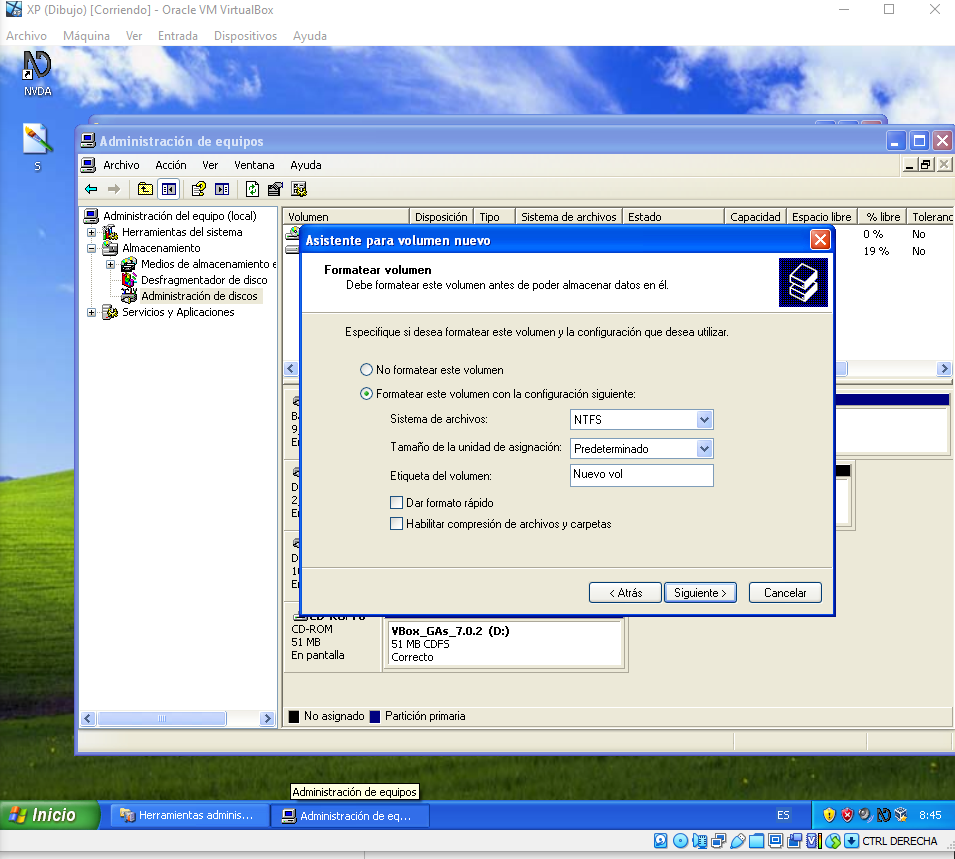 XP (Dibujo) [Corriendo] - Oracle VM VirtualBox
Archivo Máquina Ver Entrada Dispositivos Ayuda
NVDA
5
Administración de equipos
Archivo Acción Ver Ventana Ayuda
Administración del equipo (local)
Herramientas del sistema
Almacenamiento
Medios de almacenamiento e
Desfragmentador de disco
Administración de discos
Servicios y Aplicaciones
Volumen Disposición Tipo Sistema de archivos Estado Capacidad Espacio libre % libre Toleranc
0 % No
19 % No
Asistente para volumen nuevo
Formatear volumen
Debe formatear este volumen antes de poder almacenar datos en él.
Especifique si desea formatear este volumen y la configuración que desea utilizar.
No formatear este volumen
Formatear este volumen con la configuración siguiente:
Sistema de archivos: NTFS
Tamaño de la unidad de asignación: Predeterminado
Etiqueta del volumen: Nuevo vol
Dar formato rápido
Habilitar compresión de archivos y carpetas
< Atrás Siguiente > Cancelar
CD-ROM
51 MB
En pantalla
VBox_GAs_7.0.2 (D:)
51 MB CDFS
Correcto
No asignado Partición primaria
Administración de equipos
Inicio Herramientas adminis... Administración de eq... ES 8:45
CTRL DERECHA